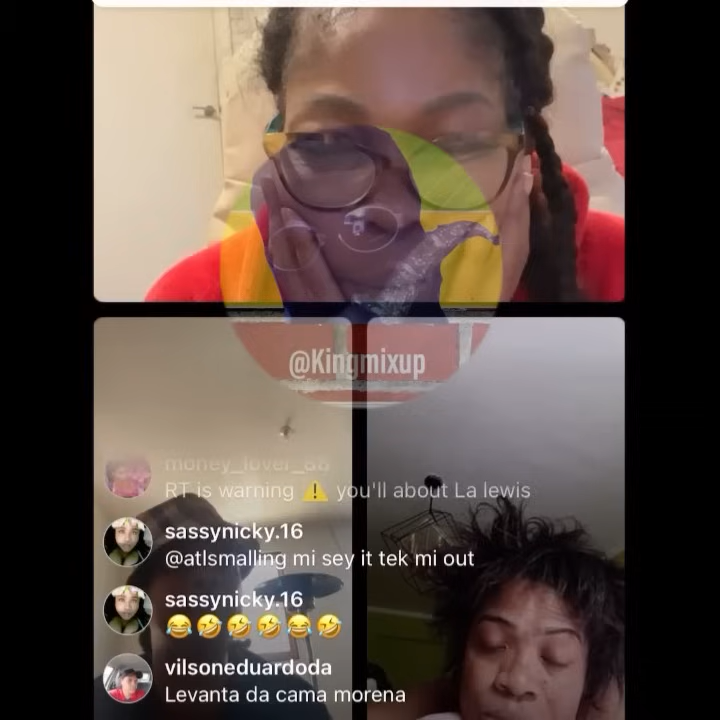 @Kingmixup
money_lover_88
RT is warning ⚠️ you'll about La lewis
sassynicky.16
@atlsmalling mi sey it tek mi out
sassynicky.16
😂🤣🤣🤣😂🤣
vilsoneduardoda
Levanta da cama morena